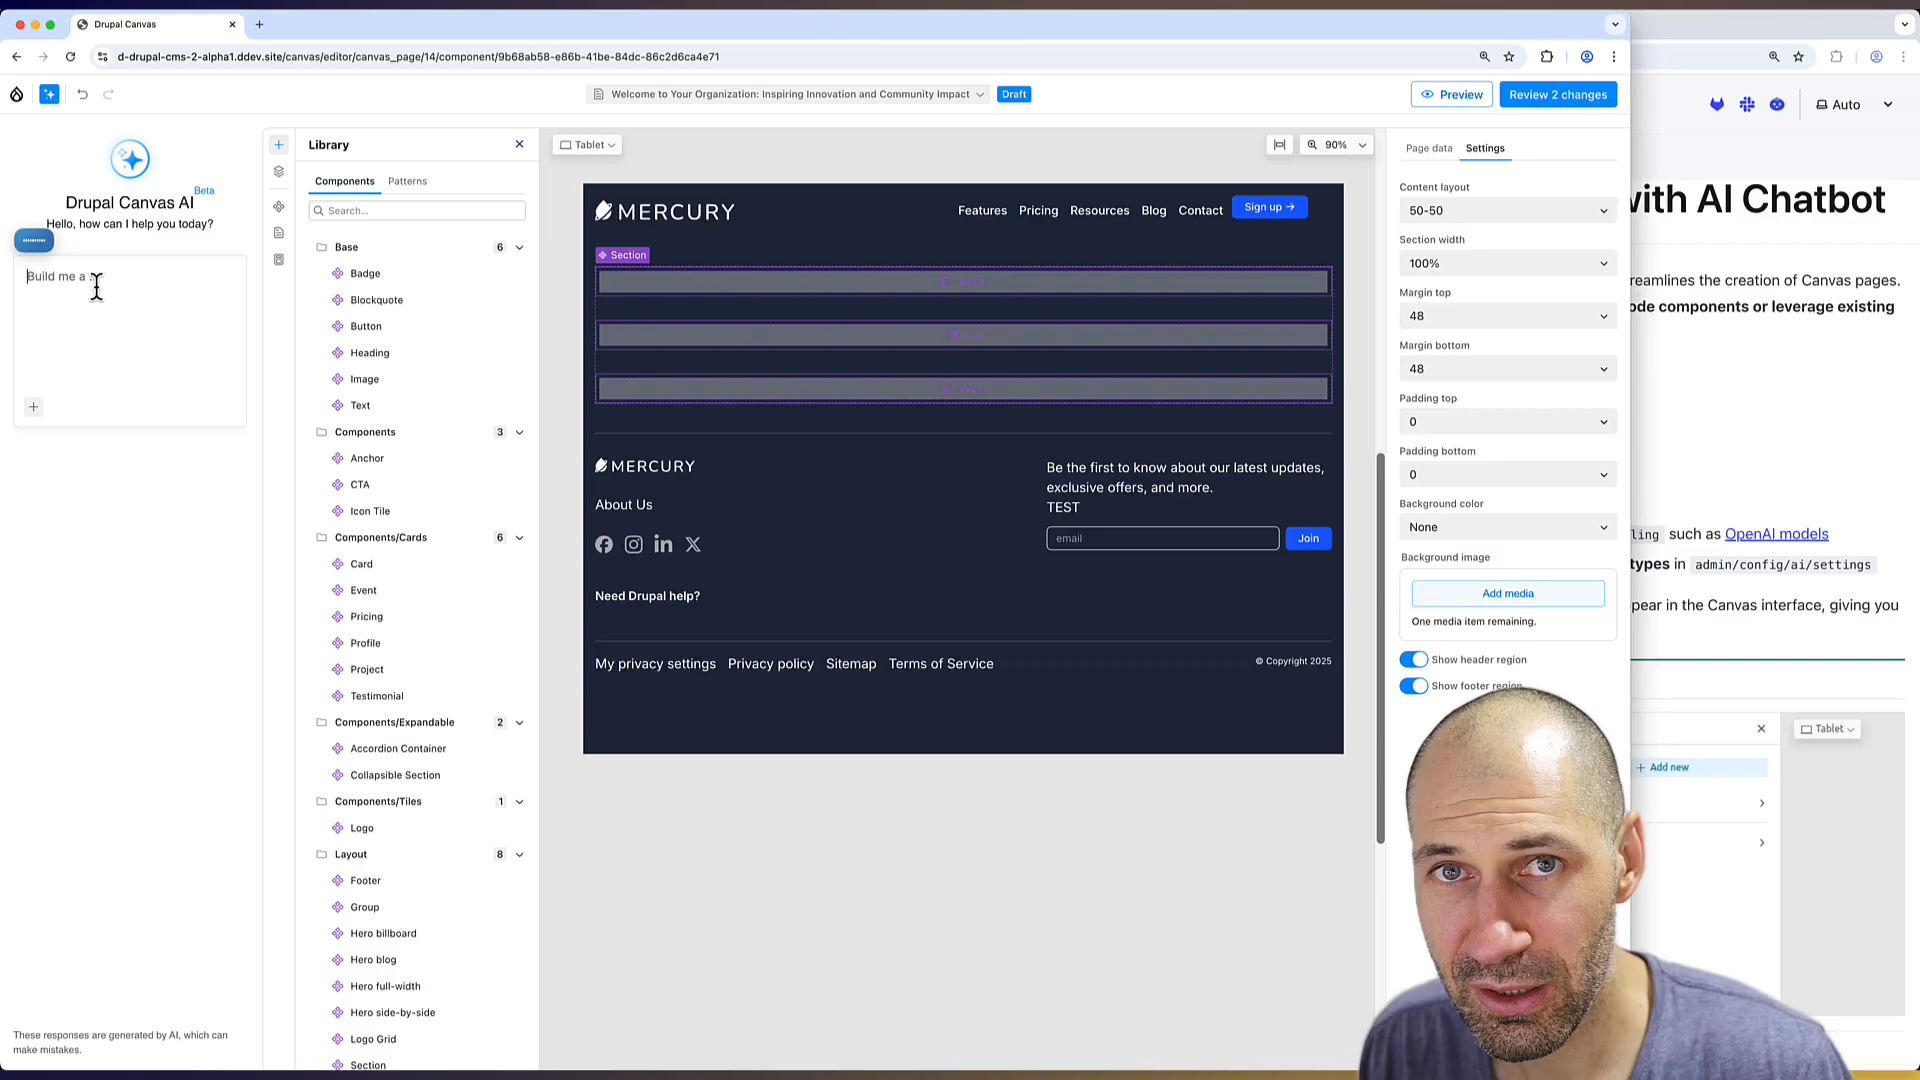 Drupal Canvas
d-drupal-cms-2-alpha1.ddev.site/canvas/editor/canvas_page/14/component/9b68ab58-e86b-41be-84dc-86c2d6ca4e71
Welcome to Your Organization: Inspiring Innovation and Community Impact
Draft
Preview
Review 2 changes
Auto
Beta
Drupal Canvas AI
Hello, how can I help you today?
Build me a
These responses are generated by AI, which can
make mistakes.
Library
Components
Patterns
Search...
Base 6
Badge
Blockquote
Button
Heading
Image
Text
Components 3
Anchor
CTA
Icon Tile
Components/Cards 6
Card
Event
Pricing
Profile
Project
Testimonial
Components/Expandable 2
Accordion Container
Collapsible Section
Components/Tiles 1
Logo
Layout 8
Footer
Group
Hero billboard
Hero blog
Hero full-width
Hero side-by-side
Logo Grid
Section
Tablet
90%
MERCURY
Features Pricing Resources Blog Contact Sign up →
Section
MERCURY
About Us
Be the first to know about our latest updates,
exclusive offers, and more.
TEST
email
Join
Need Drupal help?
My privacy settings Privacy policy Sitemap Terms of Service
© Copyright 2025
Page data
Settings
Content layout
50-50
Section width
100%
Margin top
48
Margin bottom
48
Padding top
0
Padding bottom
0
Background color
None
Background image
Add media
One media item remaining.
Show header region
Show footer region
with AI Chatbot
reamlines the creation of Canvas pages.
ode components or leverage existing
ling such as OpenAI models
types in admin/config/ai/settings
pear in the Canvas interface, giving you
Tablet
Add new